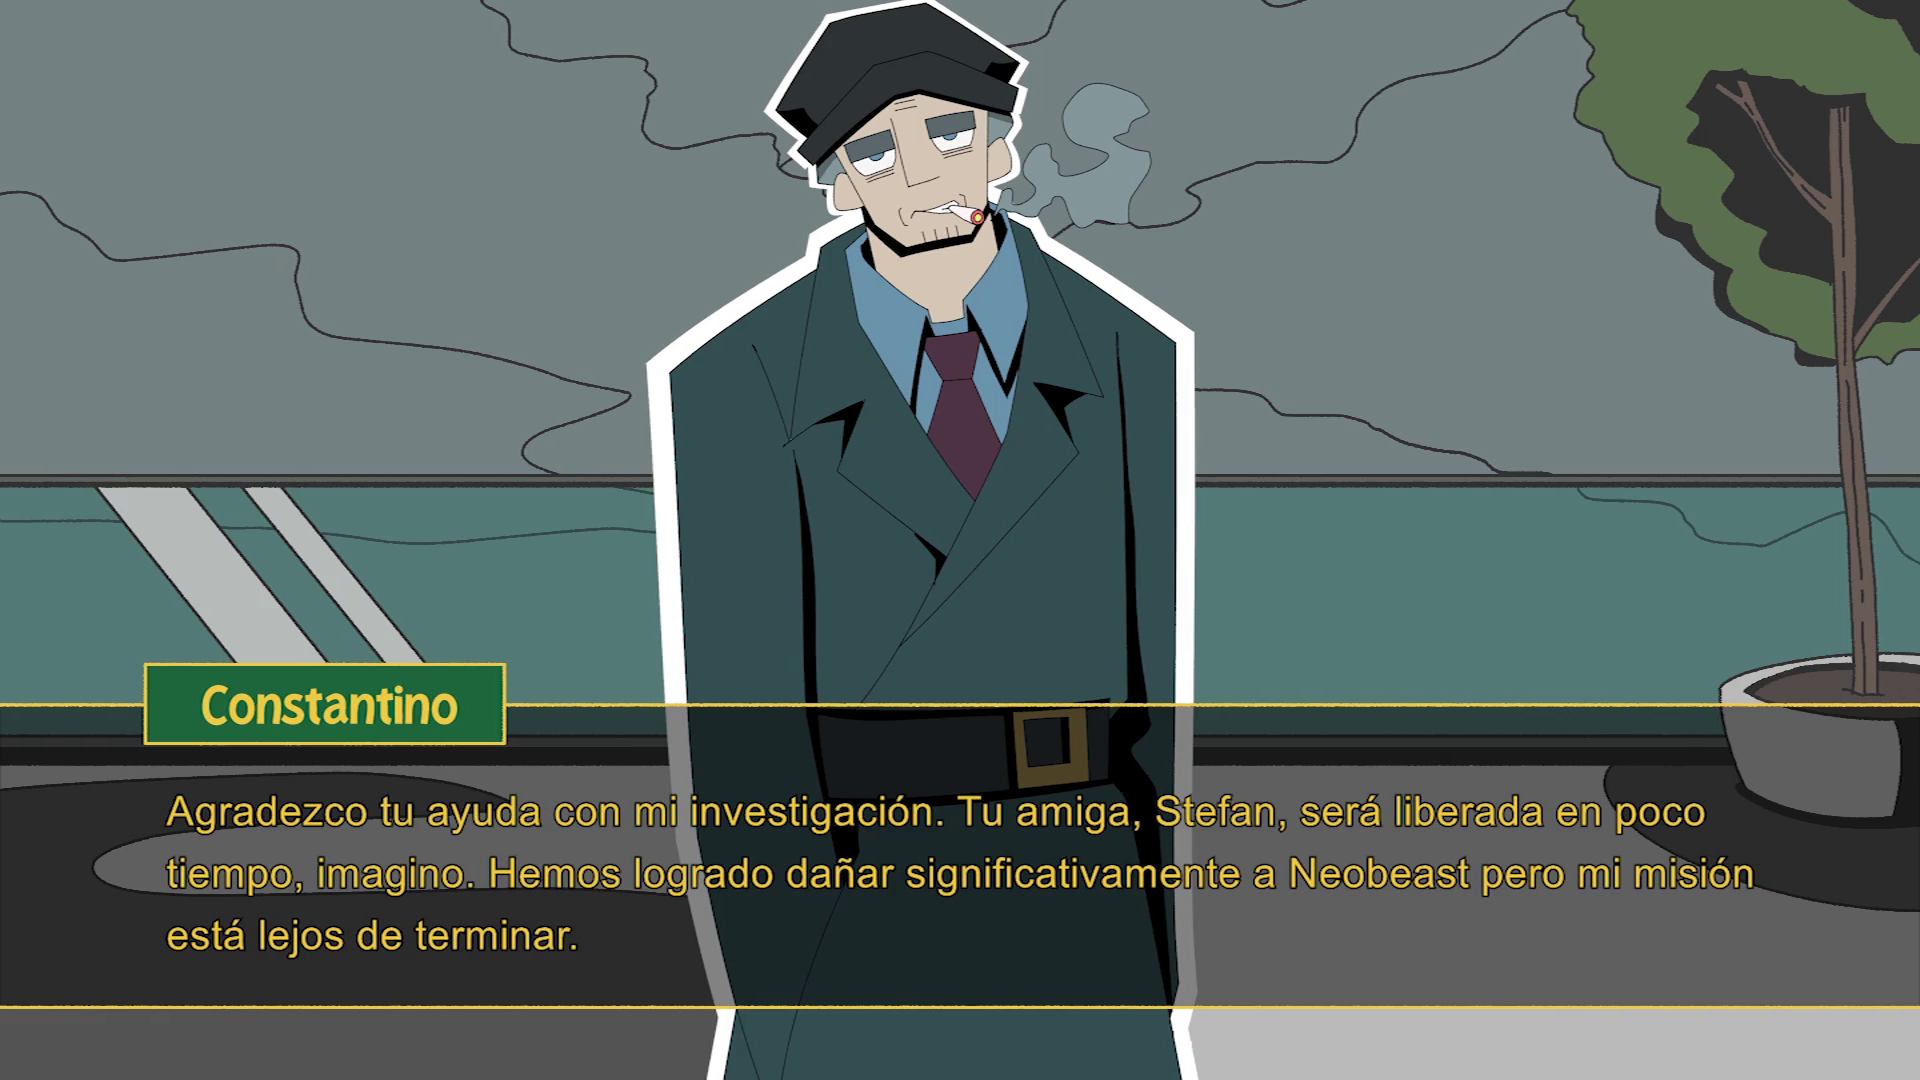 Constantino
Agradezco tu ayuda con mi investigación. Tu amiga, Stefan, será liberada en poco
tiempo, imagino. Hemos logrado dañar significativamente a Neobeast pero mi misión
está lejos de terminar.